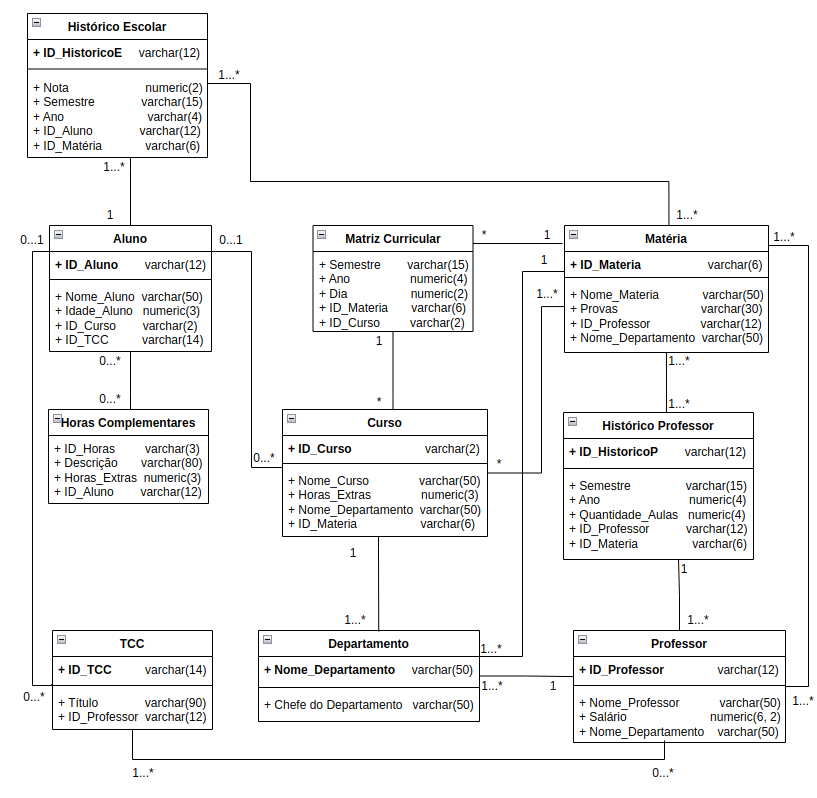 Histórico Escolar
+ ID_HistoricoE varchar(12)
+ Nota numeric(2)
+ Semestre varchar(15)
+ Ano varchar(4)
+ ID_Aluno varchar(12)
+ ID_Matéria varchar(6)
1...*
1...*
1
1...*
0...1
Aluno
+ ID_Aluno varchar(12)
+ Nome_Aluno varchar(50)
+ Idade_Aluno numeric(3)
+ ID_Curso varchar(2)
+ ID_TCC varchar(14)
0...1
0...*
0...*
Matriz Curricular
+ Semestre varchar(15)
+ Ano numeric(4)
+ Dia numeric(2)
+ ID_Materia varchar(6)
+ ID_Curso varchar(2)
*
1
1
1...*
1
*
Matéria
+ ID_Materia varchar(6)
+ Nome_Materia varchar(50)
+ Provas varchar(30)
+ ID_Professor varchar(12)
+ Nome_Departamento varchar(50)
1...*
1...*
1...*
Horas Complementares
+ ID_Horas varchar(3)
+ Descrição varchar(80)
+ Horas_Extras numeric(3)
+ ID_Aluno varchar(12)
0...*
Curso
+ ID_Curso varchar(2)
+ Nome_Curso varchar(50)
+ Horas_Extras numeric(3)
+ Nome_Departamento varchar(50)
+ ID_Materia varchar(6)
*
1
1...*
Histórico Professor
+ ID_HistoricoP varchar(12)
+ Semestre varchar(15)
+ Ano numeric(4)
+ Quantidade_Aulas numeric(4)
+ ID_Professor varchar(12)
+ ID_Materia varchar(6)
1
1...*
TCC
+ ID_TCC varchar(14)
+ Título varchar(90)
+ ID_Professor varchar(12)
0...*
1...*
Departamento
+ Nome_Departamento varchar(50)
+ Chefe do Departamento varchar(50)
1...*
1...*
1
Professor
+ ID_Professor varchar(12)
+ Nome_Professor varchar(50)
+ Salário numeric(6, 2)
+ Nome_Departamento varchar(50)
1...*
0...*